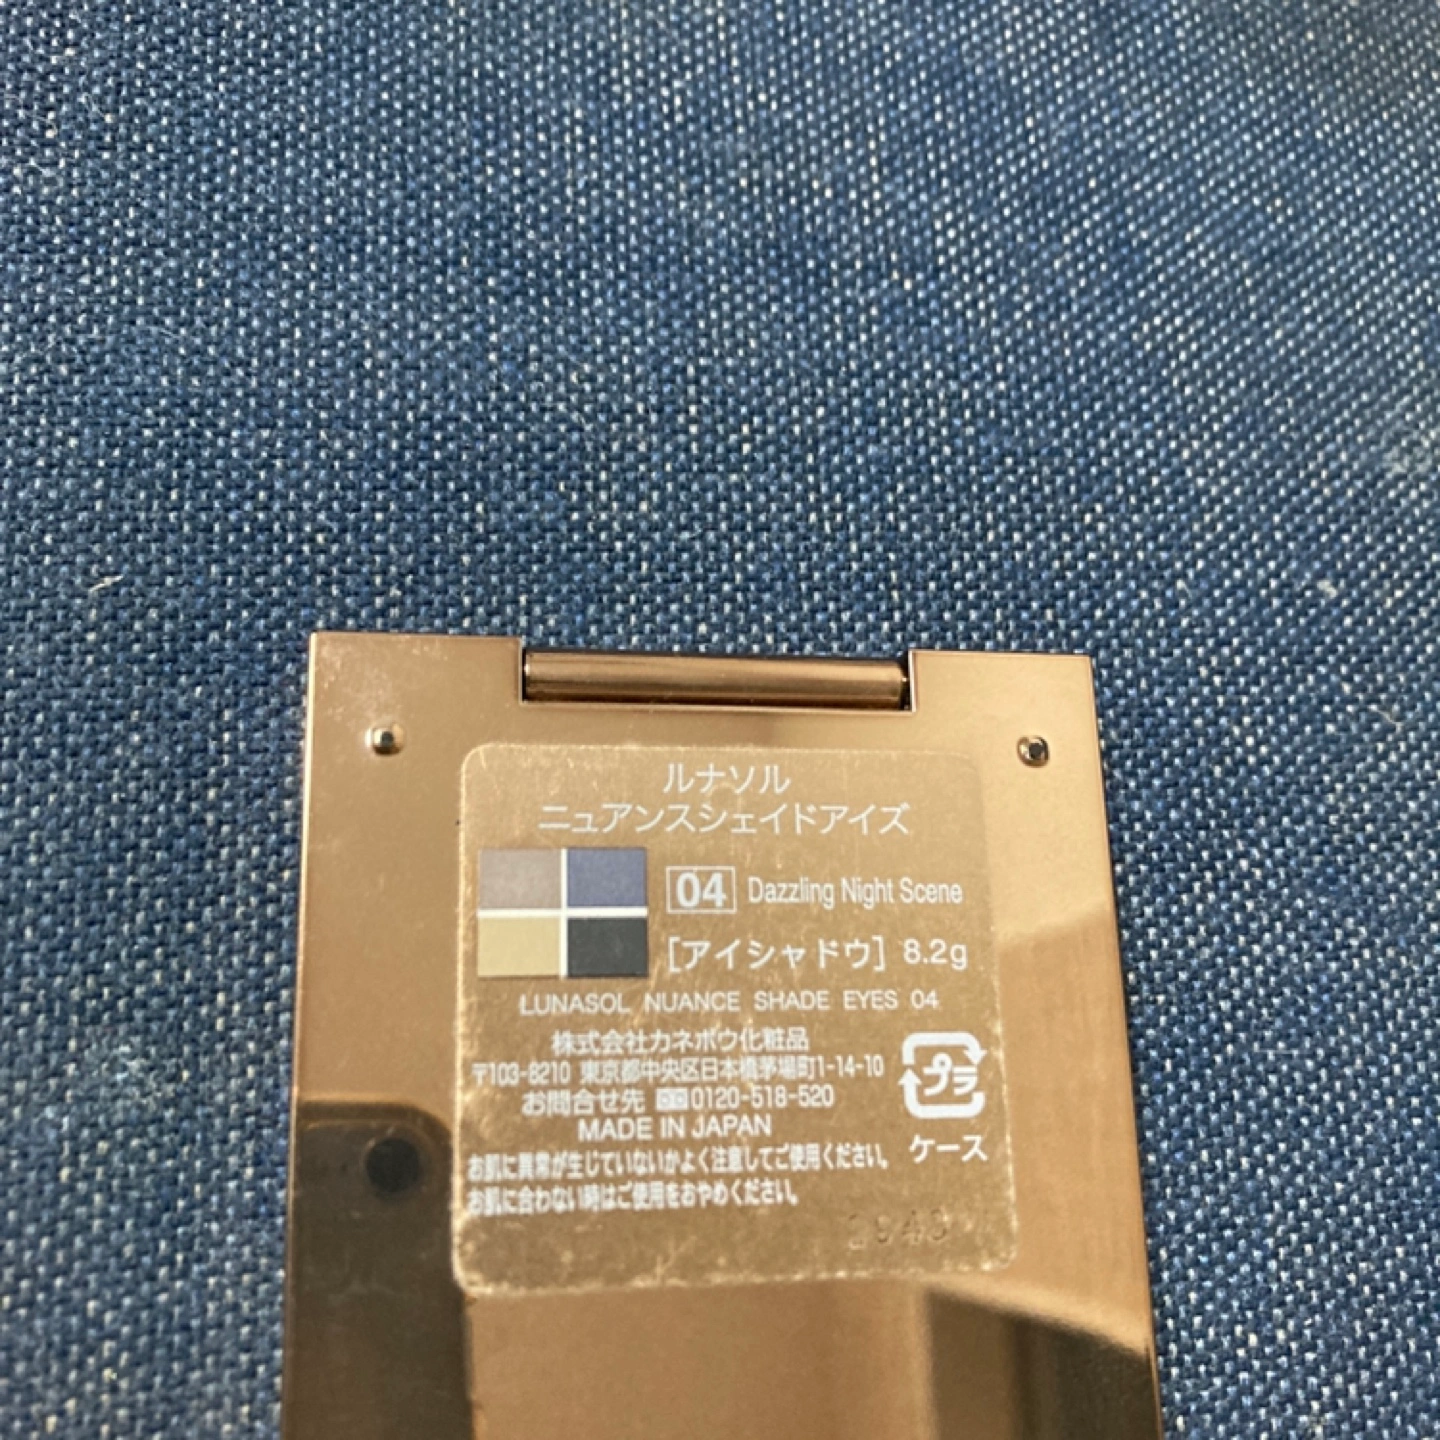 ルナソル
ニュアンスシェイドアイズ
04 Dazzling Night Scene
[アイシャドウ] 8.2g
LUNASOL NUANCE SHADE EYES 04
株式会社カネボウ化粧品
〒103-8210 東京都中央区日本橋茅場町1-14-10
お問合せ先 0120-518-520
MADE IN JAPAN
プラ
ケース
お肌に異常が生じていないかよく注意してご使用ください。
お肌に合わない時はご使用をおやめください。